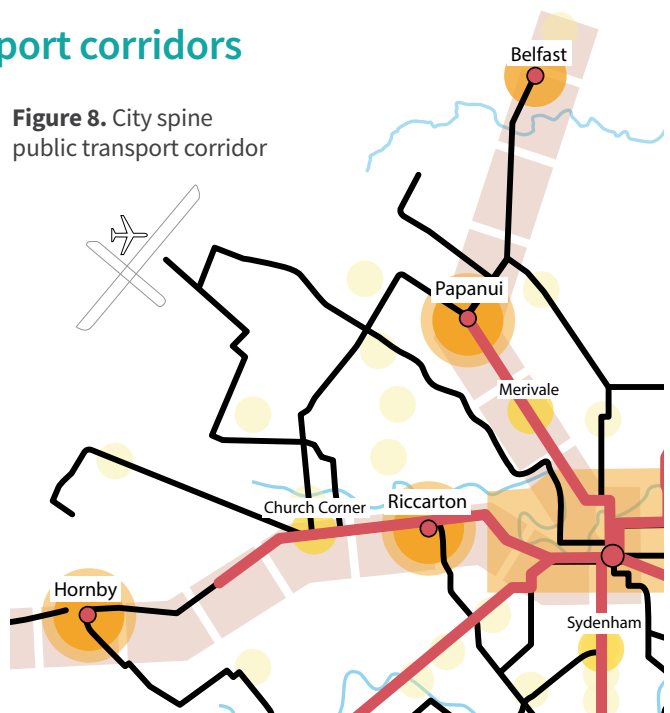 port corridors
Figure 8. City spine
public transport corridor
Belfast
Papanui
Merivale
Church Corner
Riccarton
Hornby
Sydenham